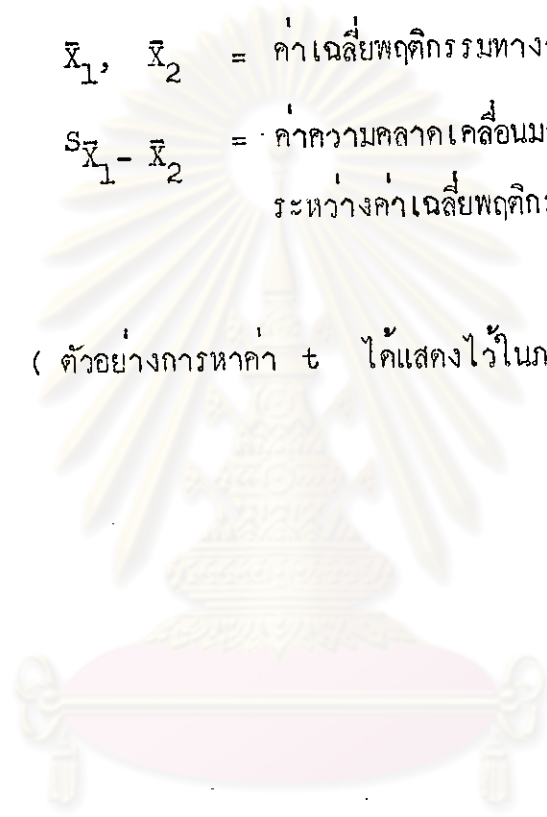 X̄₁, X̄₂ = ค่าเฉลี่ยพฤติกรรมทาง
S X̄₁ - X̄₂ = ค่าความคลาดเคลื่อนม
ระหว่างค่าเฉลี่ยพฤติก
( ตัวอย่างการหาค่า t ได้แสดงไว้ในภ